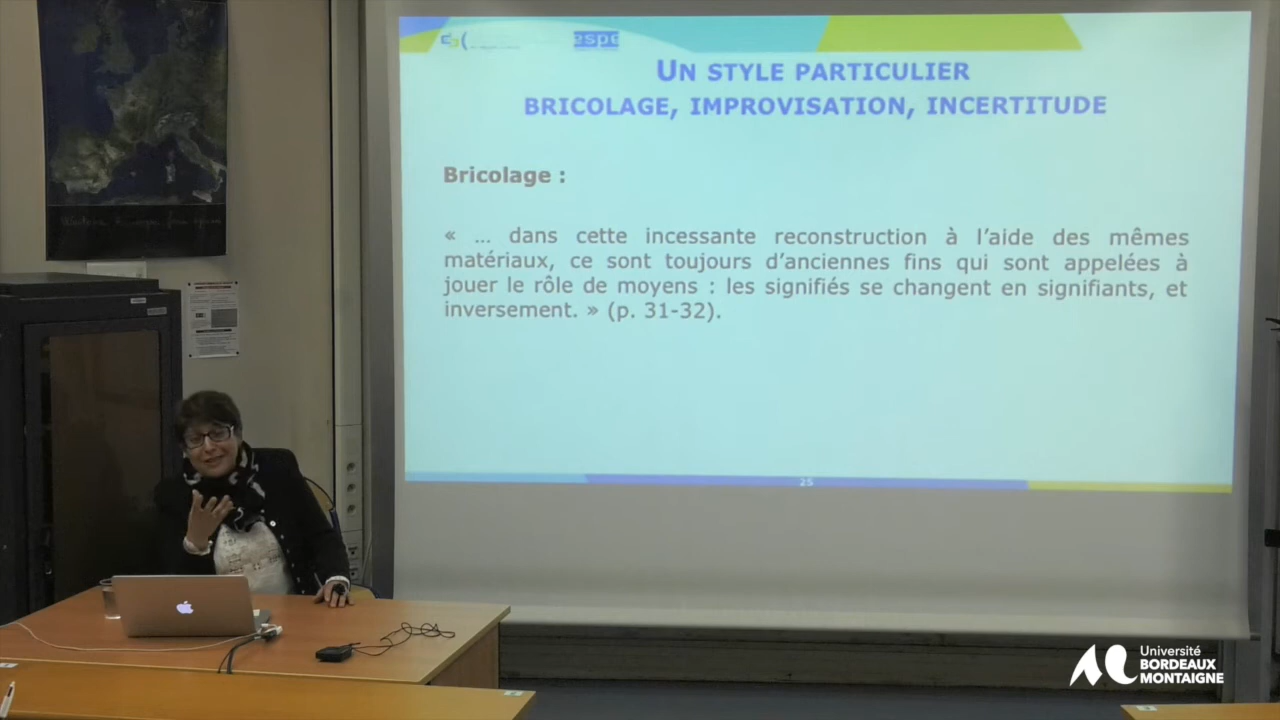 espe
UN STYLE PARTICULIER
BRICOLAGE, IMPROVISATION, INCERTITUDE
Bricolage :
« ... dans cette incessante reconstruction à l'aide des mêmes
matériaux, ce sont toujours d'anciennes fins qui sont appelées à
jouer le rôle de moyens : les signifiés se changent en signifiants, et
inversement. » (p. 31-32).
25
Université
BORDEAUX
MONTAIGNE